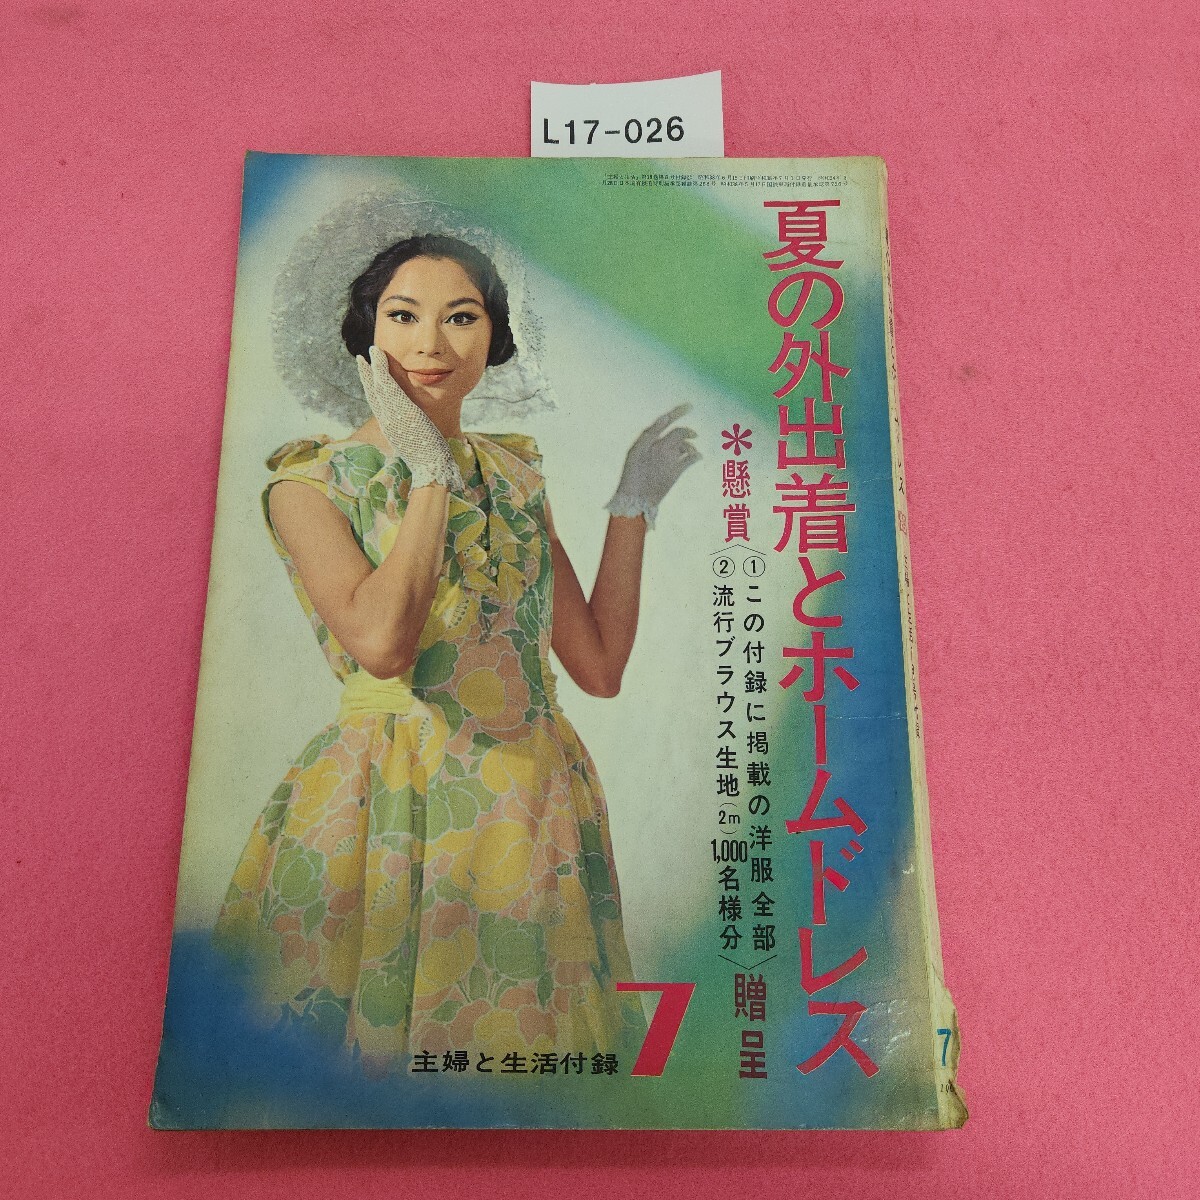 L17-026
夏の外出着とホームドレス
＊懸賞
〈①この付録に掲載の洋服全部
②流行ブラウス生地(2m)1,000名様分〉
贈呈
主婦と生活付録
7
7